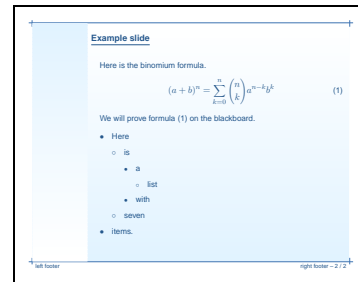 Example slide
Here is the binomium formula.
(a + b)^n = \sum_{k=0}^{n} \binom{n}{k} a^{n-k} b^k (1)
We will prove formula (1) on the blackboard.
• Here
○ is
• a
○ list
• with
○ seven
• items.
left footer right footer – 2 / 2